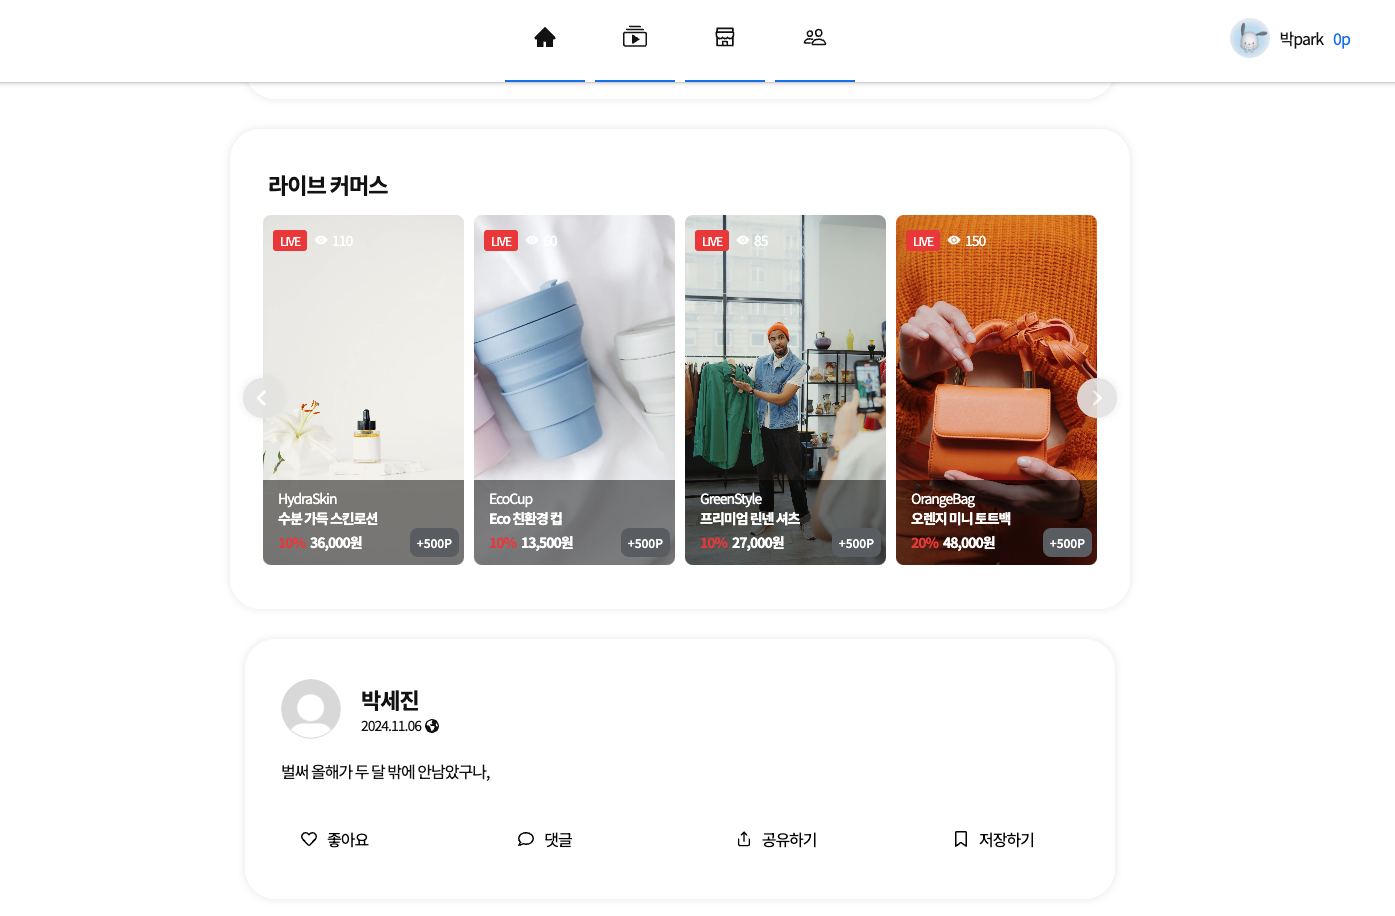 박park 0p
라이브 커머스
LIVE 110
HydraSkin
수분 가득 스킨로션
10% 36,000원
+500P
LIVE 60
EcoCup
Eco 친환경 컵
10% 13,500원
+500P
LIVE 85
GreenStyle
프리미엄 린넨 셔츠
10% 27,000원
+500P
LIVE 150
OrangeBag
오렌지 미니 토트백
20% 48,000원
+500P
박세진
2024.11.06
벌써 올해가 두 달 밖에 안남았구나,
좋아요 댓글 공유하기 저장하기